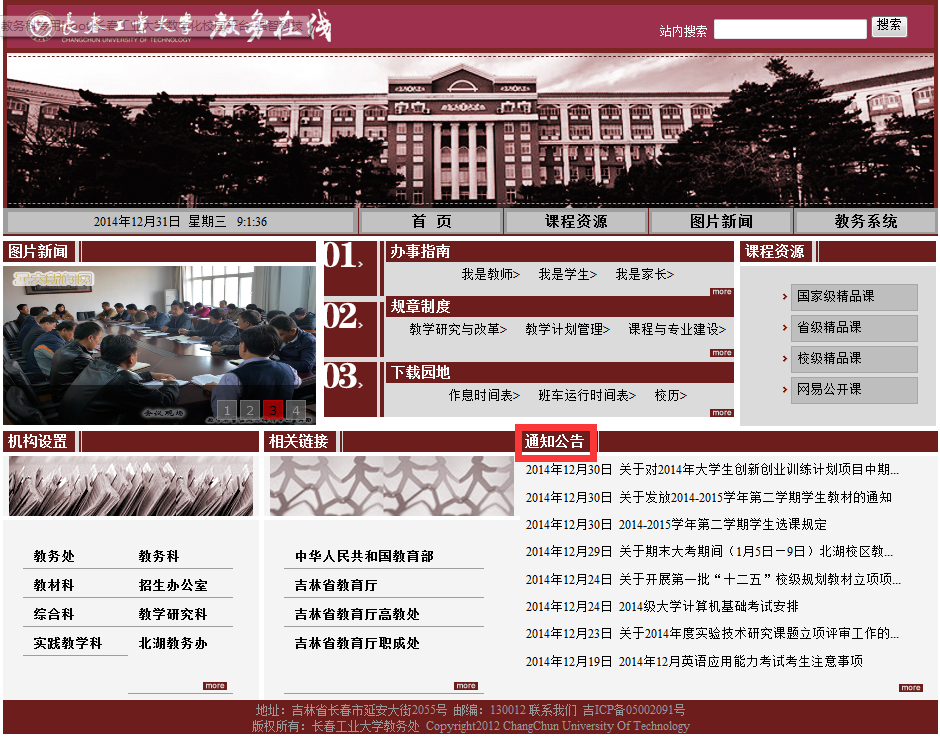 长春工业大学 教务在线
CHANGCHUN UNIVERSITY OF TECHNOLOGY
站内搜索 搜索
2014年12月31日 星期三 9:1:36 首 页 课程资源 图片新闻 教务系统
图片新闻
会议现场
1 2 3 4
01 办事指南
我是教师> 我是学生> 我是家长>
more
02 规章制度
教学研究与改革> 教学计划管理> 课程与专业建设>
more
03 下载园地
作息时间表> 班车运行时间表> 校历>
more
课程资源
国家级精品课
省级精品课
校级精品课
网易公开课
机构设置
教务处 教务科
教材科 招生办公室
综合科 教学研究科
实践教学科 北湖教务办
more
相关链接
中华人民共和国教育部
吉林省教育厅
吉林省教育厅高教处
吉林省教育厅职成处
more
通知公告
2014年12月30日 关于对2014年大学生创新创业训练计划项目中期...
2014年12月30日 关于发放2014-2015学年第二学期学生教材的通知
2014年12月30日 2014-2015学年第二学期学生选课规定
2014年12月29日 关于期末大考期间（1月5日－9日）北湖校区教...
2014年12月24日 关于开展第一批“十二五”校级规划教材立项项...
2014年12月24日 2014级大学计算机基础考试安排
2014年12月23日 关于2014年度实验技术研究课题立项评审工作的...
2014年12月19日 2014年12月英语应用能力考试考生注意事项
more
地址：吉林省长春市延安大街2055号 邮编：130012 联系我们 吉ICP备05002091号
版权所有：长春工业大学教务处 Copyright2012 ChangChun University Of Technology